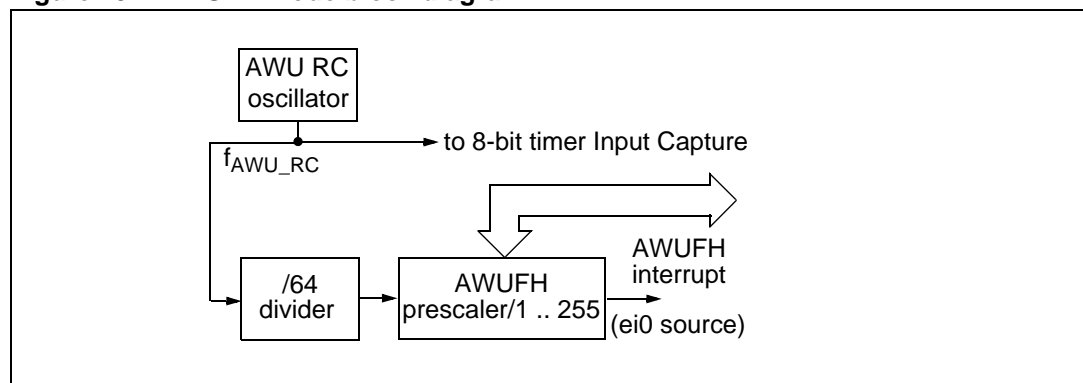 AWU RC
oscillator
to 8-bit timer Input Capture
fAWU_RC
AWUFH
interrupt
/64
divider
AWUFH
prescaler/1 .. 255
(ei0 source)